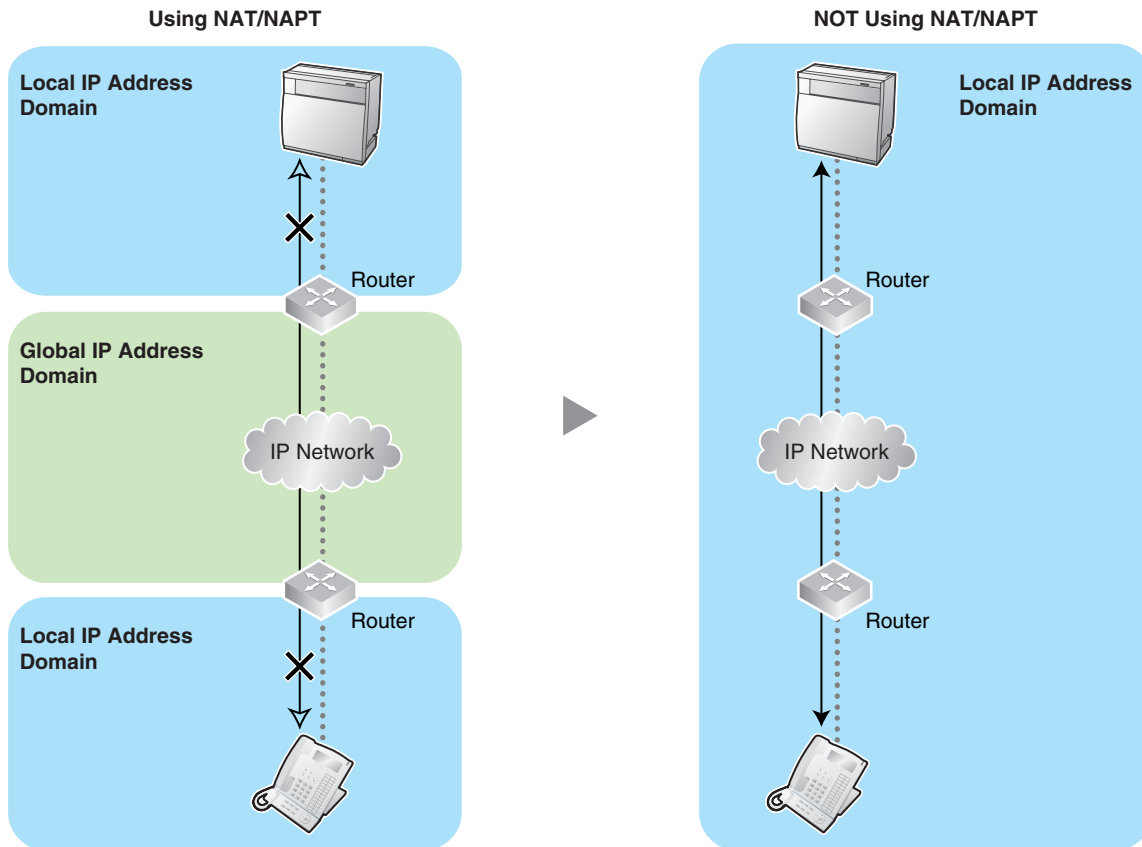 Using NAT/NAPT
Local IP Address
Domain
Router
Global IP Address
Domain
IP Network
Router
Local IP Address
Domain
NOT Using NAT/NAPT
Local IP Address
Domain
Router
IP Network
Router